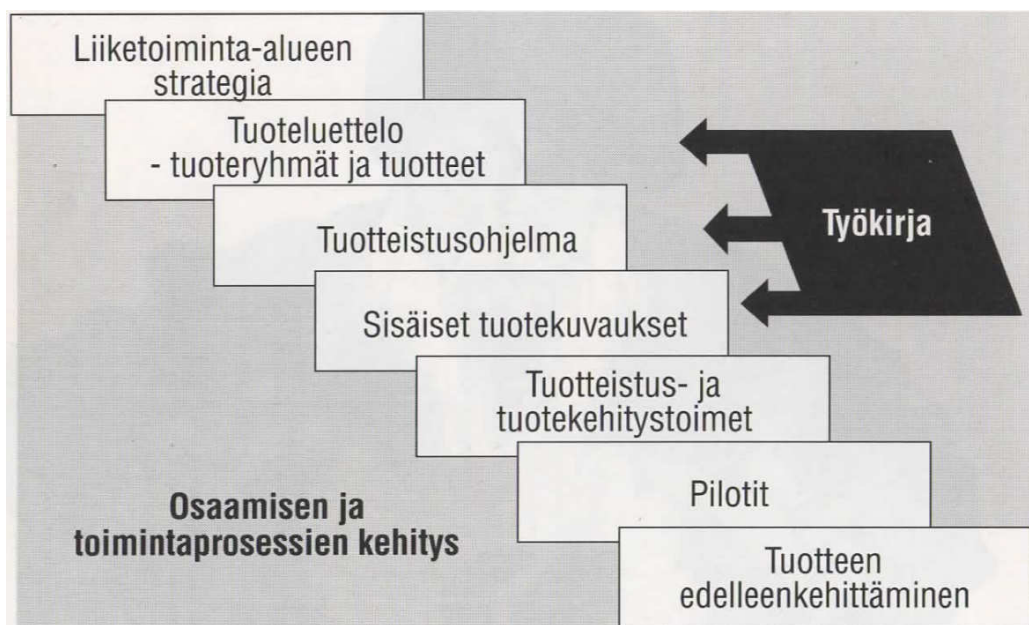 Liiketoiminta-alueen
strategia
Tuoteluettelo
- tuoteryhmät ja tuotteet
Tuotteistusohjelma
Työkirja
Sisäiset tuotekuvaukset
Tuotteistus- ja
tuotekehitystoimet
Pilotit
Osaamisen ja
toimintaprosessien kehitys
Tuotteen
edelleenkehittäminen